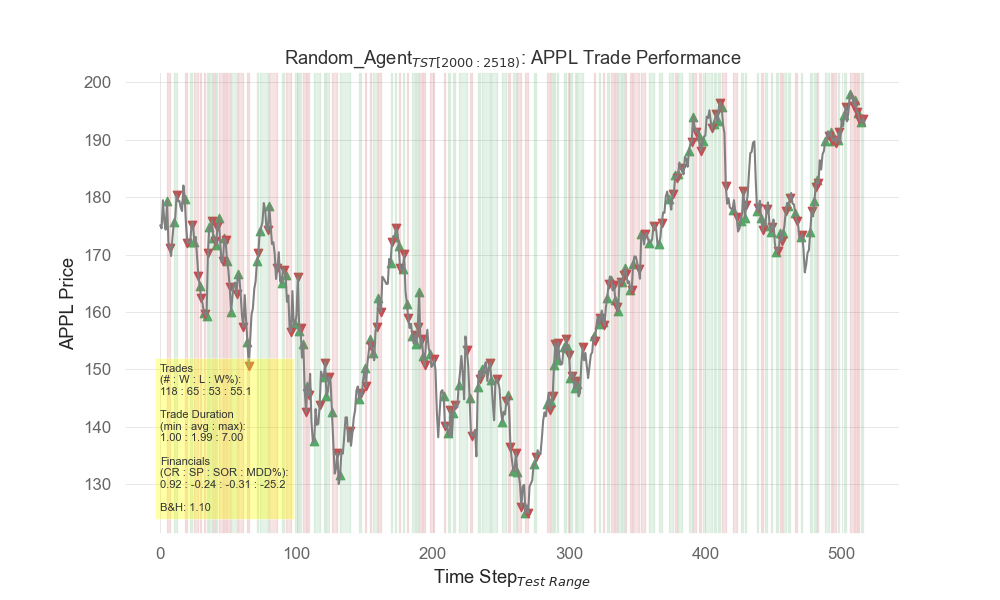 Random_Agent TST[2000:2518): APPL Trade Performance
200
190
180
170
160
150
140
130
APPL Price
Trades
(# : W : L : W%):
118 : 65 : 53 : 55.1
Trade Duration
(min : avg : max):
1.00 : 1.99 : 7.00
Financials
(CR : SP : SOR : MDD%):
0.92 : -0.24 : -0.31 : -25.2
B&H: 1.10
0 100 200 300 400 500
Time Step Test Range